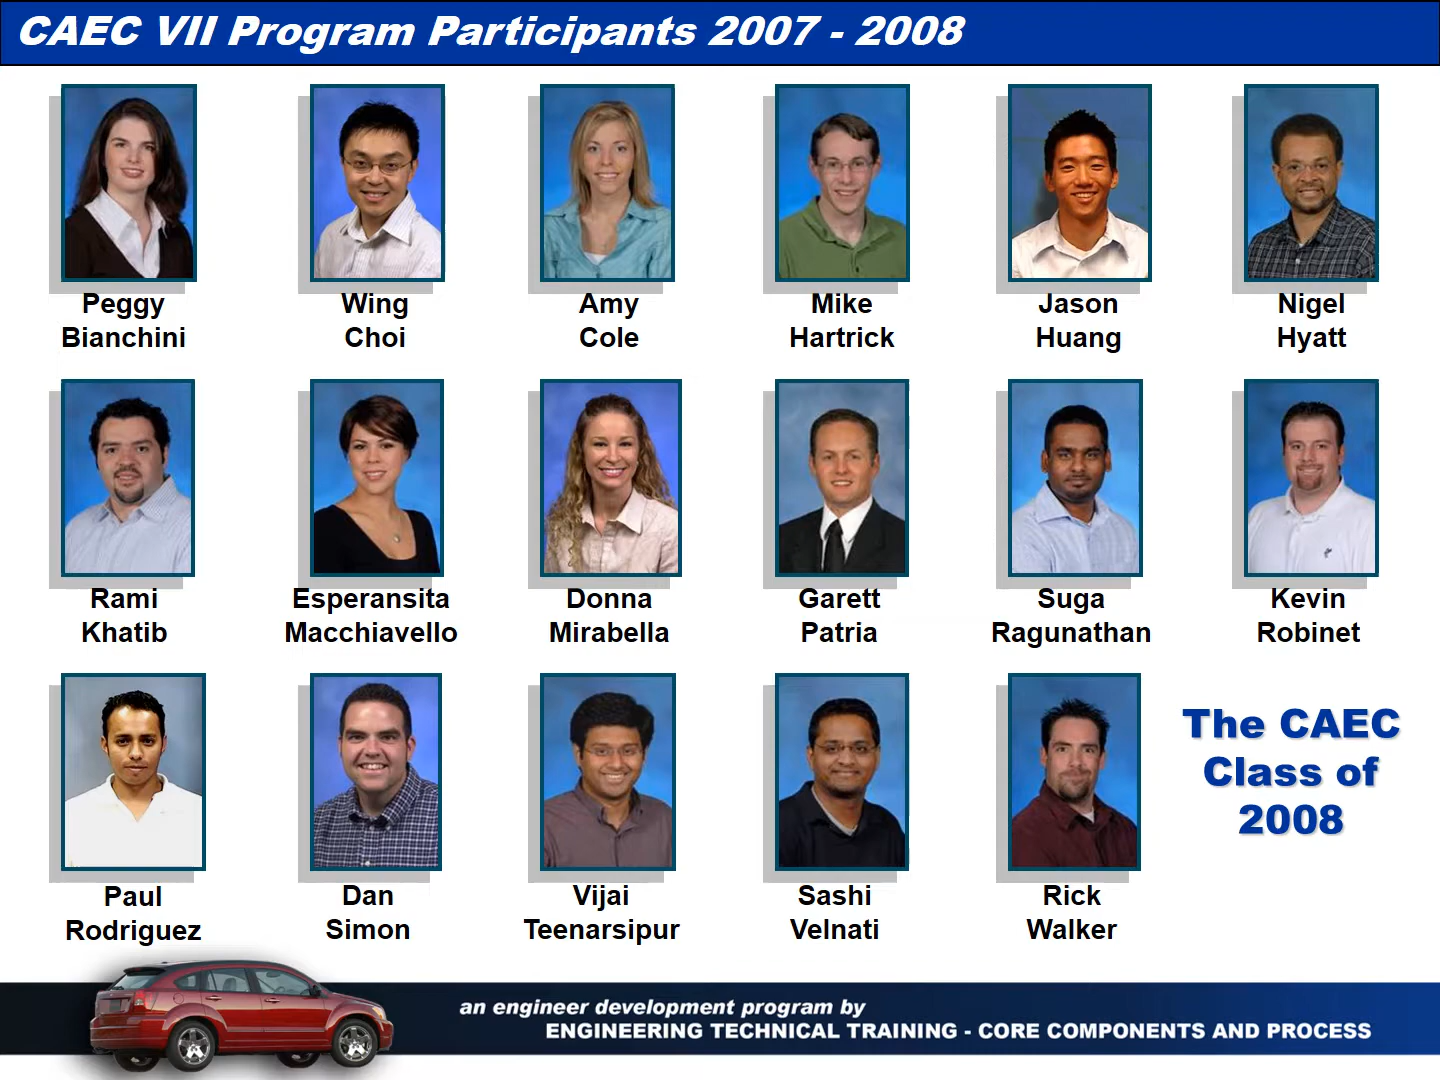 CAEC VII Program Participants 2007 - 2008
Peggy
Bianchini
Wing
Choi
Amy
Cole
Mike
Hartrick
Jason
Huang
Nigel
Hyatt
Rami
Khatib
Esperansita
Macchiavello
Donna
Mirabella
Garett
Patria
Suga
Ragunathan
Kevin
Robinet
Paul
Rodriguez
Dan
Simon
Vijai
Teenarsipur
Sashi
Velnati
Rick
Walker
The CAEC
Class of
2008
an engineer development program by
ENGINEERING TECHNICAL TRAINING - CORE COMPONENTS AND PROCESS